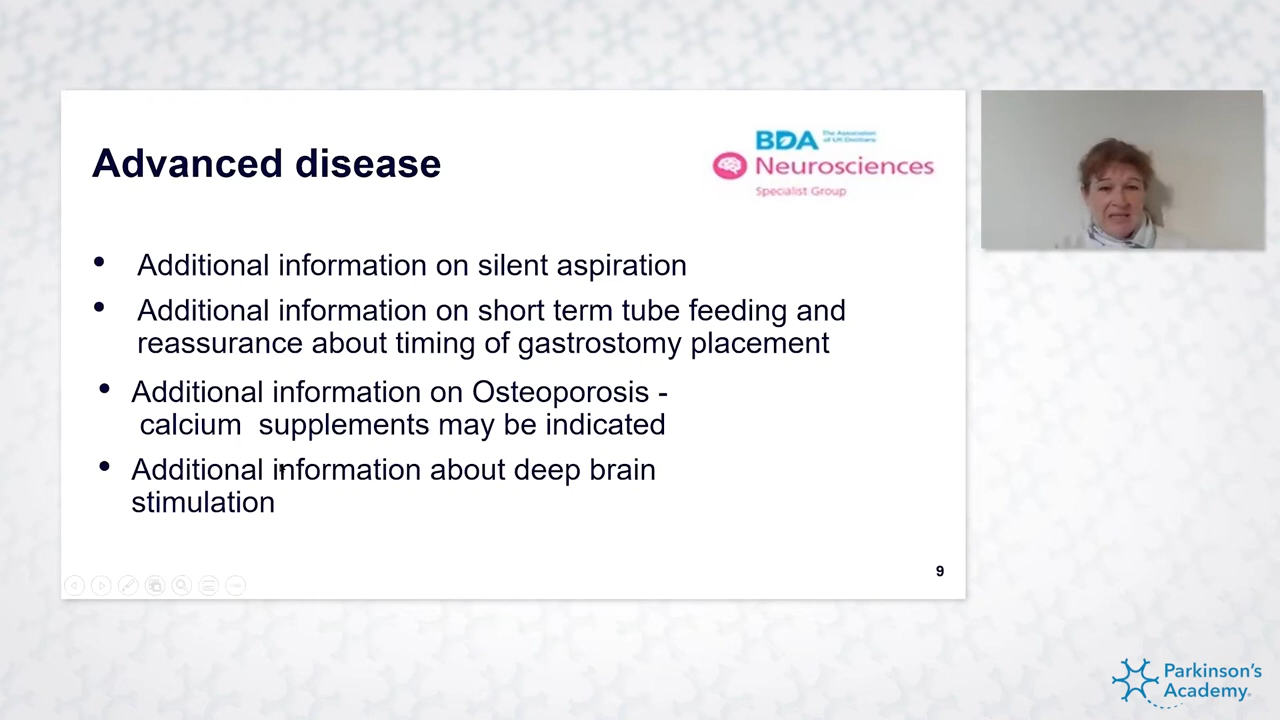 Advanced disease
BDA The Association of UK Dietitians
Neurosciences
Specialist Group
• Additional information on silent aspiration
• Additional information on short term tube feeding and
reassurance about timing of gastrostomy placement
• Additional information on Osteoporosis -
calcium  supplements may be indicated
• Additional information about deep brain
stimulation
9
Parkinson's
Academy